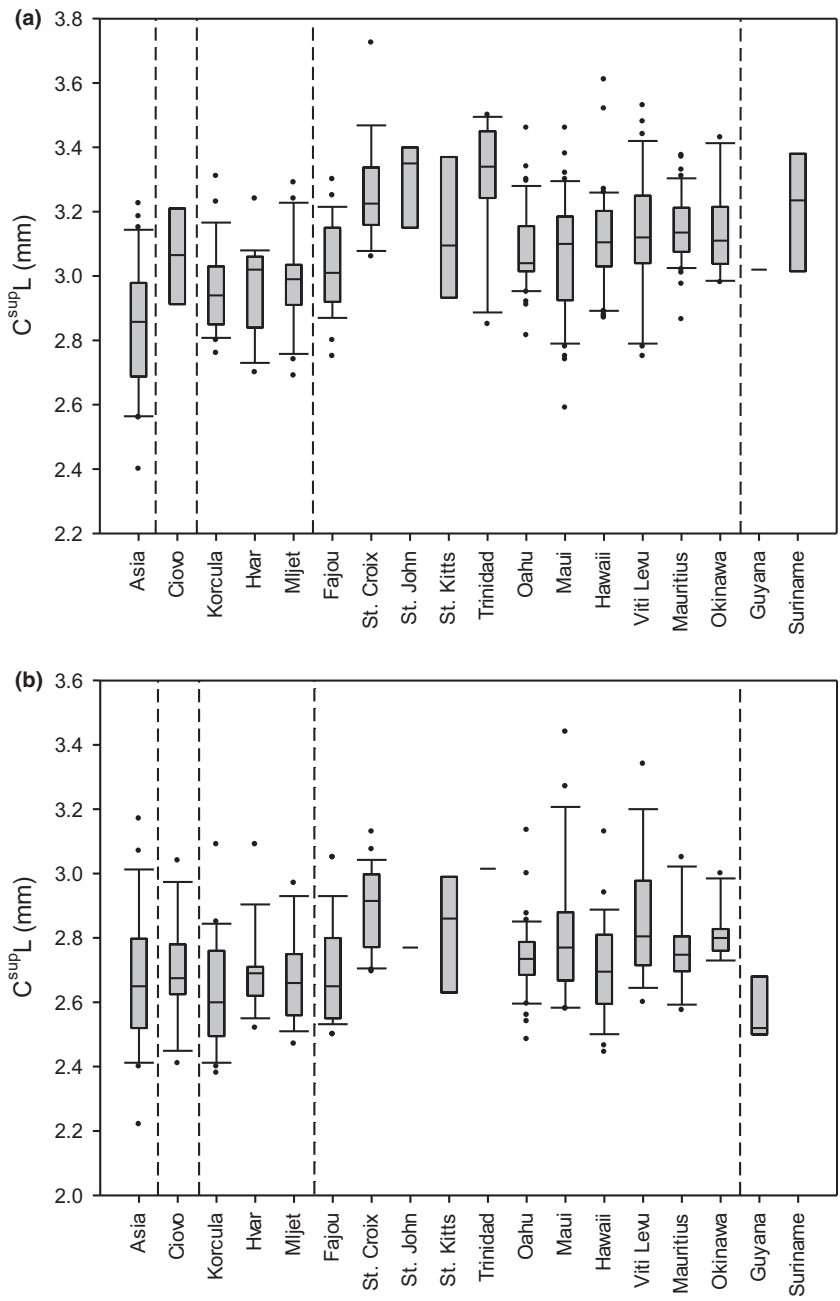 (a)
3.8
3.6
3.4
3.2
3.0
2.8
2.6
2.4
2.2
C^sup L (mm)
Asia
Ciovo
Korcula
Hvar
Mljet
Fajou
St. Croix
St. John
St. Kitts
Trinidad
Oahu
Maui
Hawaii
Viti Levu
Mauritius
Okinawa
Guyana
Suriname
(b)
3.6
3.4
3.2
3.0
2.8
2.6
2.4
2.2
2.0
C^sup L (mm)
Asia
Ciovo
Korcula
Hvar
Mljet
Fajou
St. Croix
St. John
St. Kitts
Trinidad
Oahu
Maui
Hawaii
Viti Levu
Mauritius
Okinawa
Guyana
Suriname